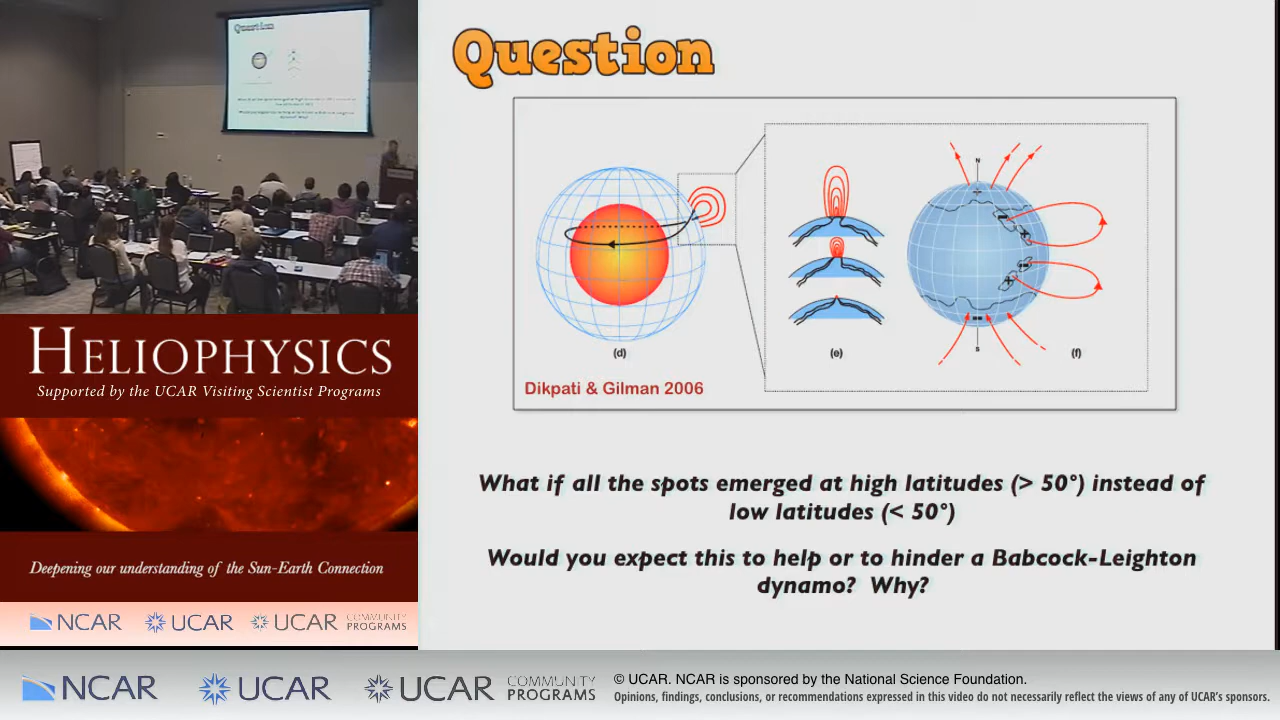 Question
N
S
(d)
(e)
(f)
Dikpati & Gilman 2006
What if all the spots emerged at high latitudes (> 50°) instead of
low latitudes (< 50°)
Would you expect this to help or to hinder a Babcock-Leighton
dynamo? Why?
Question
HELIOPHYSICS
Supported by the UCAR Visiting Scientist Programs
Deepening our understanding of the Sun-Earth Connection
NCAR
UCAR
UCAR
COMMUNITY
PROGRAMS
NCAR
UCAR
UCAR
COMMUNITY
PROGRAMS
© UCAR. NCAR is sponsored by the National Science Foundation.
Opinions, findings, conclusions, or recommendations expressed in this video do not necessarily reflect the views of any of UCAR's sponsors.